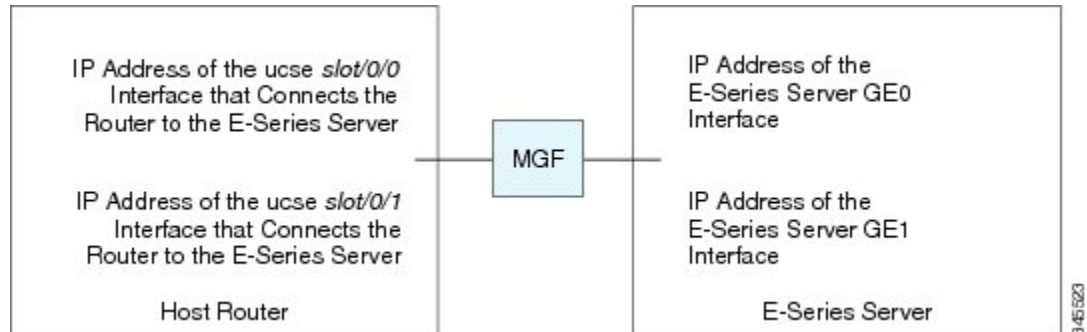 IP Address of the ucse slot/0/0
Interface that Connects the
Router to the E-Series Server
IP Address of the ucse slot/0/1
Interface that Connects the
Router to the E-Series Server
Host Router
MGF
IP Address of the
E-Series Server GE0
Interface
IP Address of the
E-Series Server GE1
Interface
E-Series Server